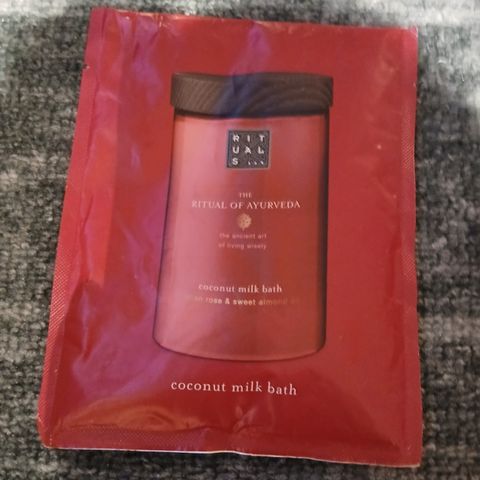 RIT
UAL
S...
THE
RITUAL OF AYURVEDA
the ancient art
of living wisely
coconut milk bath
rose & sweet almond
coconut milk bath